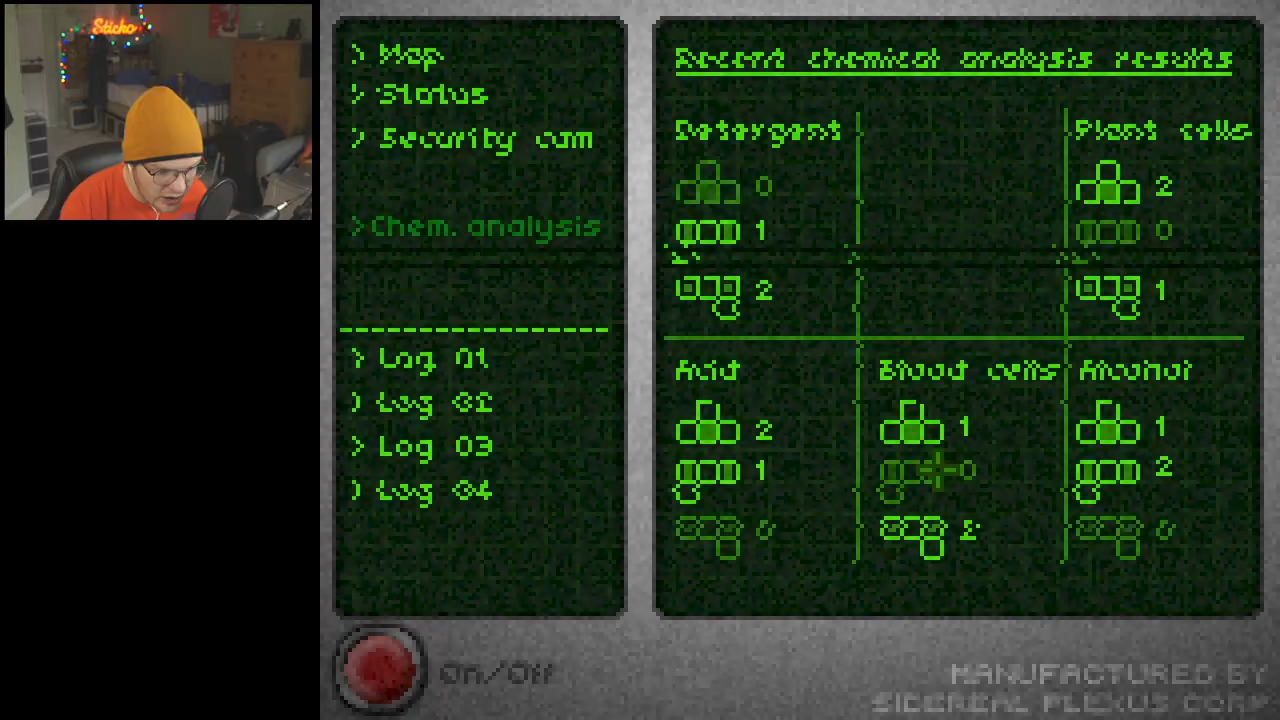 Sticko
> Map
> Status
> Security cam
>Chem. analysis
> Log 01
> Log 02
> Log 03
> Log 04
Recent chemical analysis results
Detergent
0
1
2
Plant cells
2
0
1
Acid
2
1
0
Blood cells
1
0
2
Alcohol
1
2
0
On/Off
MANUFACTURED BY
SIDEREAL PLEXUS CORP